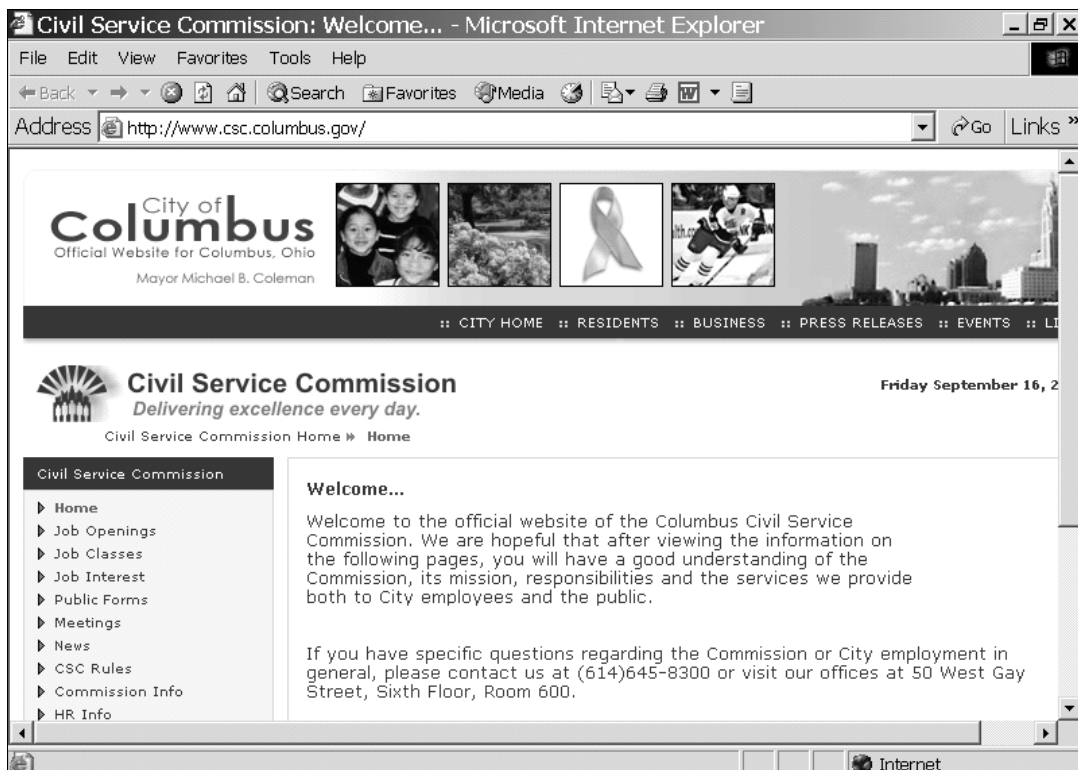 Civil Service Commission: Welcome... - Microsoft Internet Explorer
File Edit View Favorites Tools Help
Back Search Favorites Media
Address http://www.csc.columbus.gov/ Go Links »
City of
Columbus
Official Website for Columbus, Ohio
Mayor Michael B. Coleman
:: CITY HOME :: RESIDENTS :: BUSINESS :: PRESS RELEASES :: EVENTS :: LI
Civil Service Commission
Delivering excellence every day.
Friday September 16, 2
Civil Service Commission Home » Home
Civil Service Commission
Home
Job Openings
Job Classes
Job Interest
Public Forms
Meetings
News
CSC Rules
Commission Info
HR Info
Welcome...
Welcome to the official website of the Columbus Civil Service
Commission. We are hopeful that after viewing the information on
the following pages, you will have a good understanding of the
Commission, its mission, responsibilities and the services we provide
both to City employees and the public.
If you have specific questions regarding the Commission or City employment in
general, please contact us at (614)645-8300 or visit our offices at 50 West Gay
Street, Sixth Floor, Room 600.
Internet